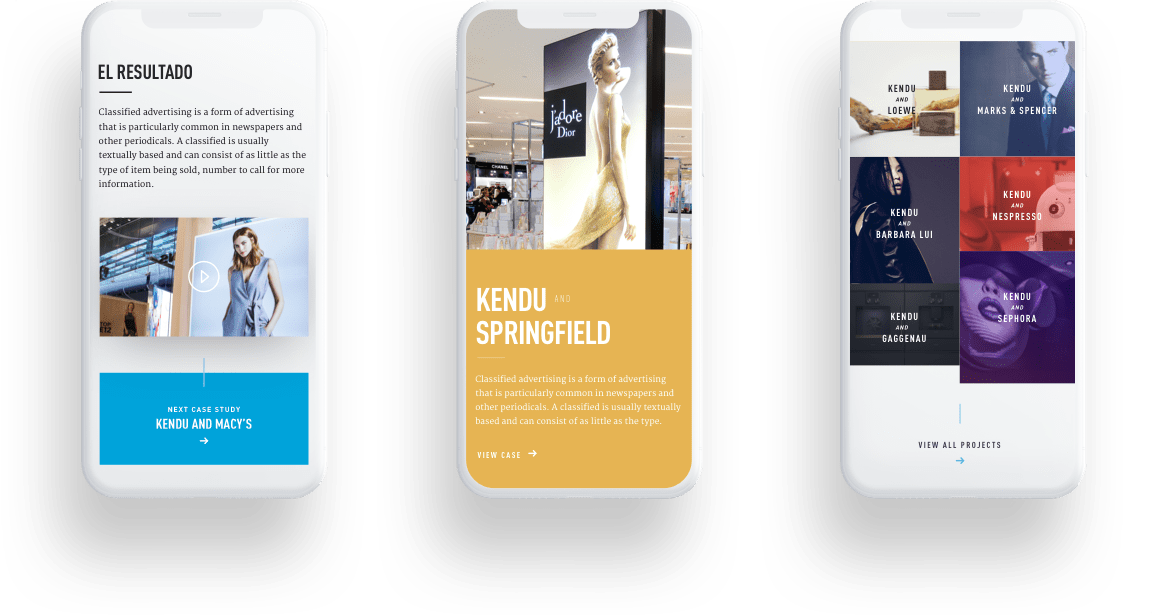 EL RESULTADO
Classified advertising is a form of advertising
that is particularly common in newspapers and
other periodicals. A classified is usually
textually based and can consist of as little as the
type of item being sold, number to call for more
information.
NEXT CASE STUDY
KENDU AND MACY'S
j'adore
Dior
CHANEL
KENDU AND
SPRINGFIELD
Classified advertising is a form of advertising
that is particularly common in newspapers and
other periodicals. A classified is usually textually
based and can consist of as little as the type.
VIEW CASE
KENDU
AND
LOEWE
KENDU
AND
MARKS & SPENCER
KENDU
AND
BARBARA LUI
KENDU
AND
NESPRESSO
KENDU
AND
GAGGENAU
KENDU
AND
SEPHORA
VIEW ALL PROJECTS